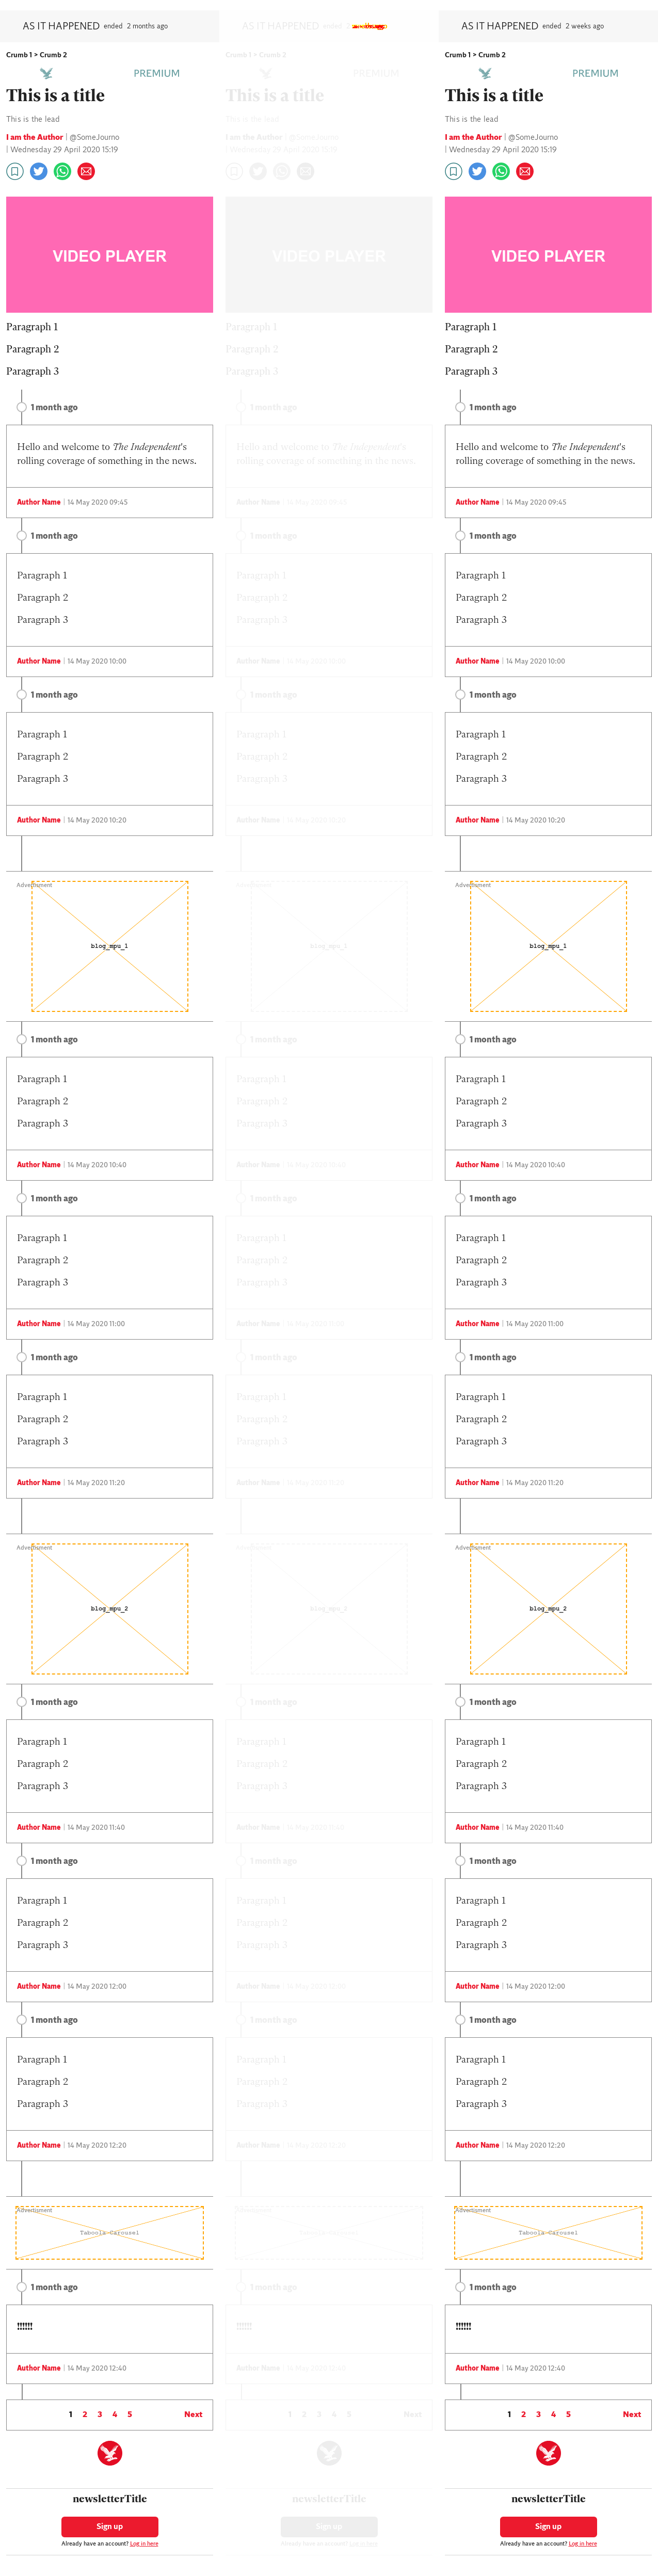 AS IT HAPPENED ended 2 months ago
Crumb 1 > Crumb 2
PREMIUM
This is a title
This is the lead
I am the Author | @SomeJourno
| Wednesday 29 April 2020 15:19
VIDEO PLAYER
Paragraph 1
Paragraph 2
Paragraph 3
1 month ago
Hello and welcome to The Independent's
rolling coverage of something in the news.
Author Name | 14 May 2020 09:45
1 month ago
Paragraph 1
Paragraph 2
Paragraph 3
Author Name | 14 May 2020 10:00
1 month ago
Paragraph 1
Paragraph 2
Paragraph 3
Author Name | 14 May 2020 10:20
Advertisment
blog_mpu_1
1 month ago
Paragraph 1
Paragraph 2
Paragraph 3
Author Name | 14 May 2020 10:40
1 month ago
Paragraph 1
Paragraph 2
Paragraph 3
Author Name | 14 May 2020 11:00
1 month ago
Paragraph 1
Paragraph 2
Paragraph 3
Author Name | 14 May 2020 11:20
Advertisment
blog_mpu_2
1 month ago
Paragraph 1
Paragraph 2
Paragraph 3
Author Name | 14 May 2020 11:40
1 month ago
Paragraph 1
Paragraph 2
Paragraph 3
Author Name | 14 May 2020 12:00
1 month ago
Paragraph 1
Paragraph 2
Paragraph 3
Author Name | 14 May 2020 12:20
Advertisment
Taboola Carousel
1 month ago
!!!!!!
Author Name | 14 May 2020 12:40
1 2 3 4 5 Next
newsletterTitle
Sign up
Already have an account? Log in here
AS IT HAPPENED ended 2
Crumb 1 > Crumb 2
PREMIUM
This is a title
This is the lead
I am the Author | @SomeJourno
| Wednesday 29 April 2020 15:19
VIDEO PLAYER
Paragraph 1
Paragraph 2
Paragraph 3
1 month ago
Hello and welcome to The Independent's
rolling coverage of something in the news.
Author Name | 14 May 2020
1 month ago
Paragraph 1
Paragraph 2
Paragraph 3
Author Name | 14 May 2020
1 month ago
Paragraph 1
Paragraph 2
Paragraph 3
Author Name | 14 May 2020
blog_mpu_1
1 month ago
Paragraph 1
Paragraph 2
Paragraph 3
Author Name | 14 May 2020
1 month ago
Paragraph 1
Paragraph 2
Paragraph 3
Author Name | 14 May 2020
1 month ago
Paragraph 1
Paragraph 2
Paragraph 3
Author Name | 14 May 2020
blog_mpu_2
1 month ago
Paragraph 1
Paragraph 2
Paragraph 3
Author Name | 14 May 2020
1 month ago
Paragraph 1
Paragraph 2
Paragraph 3
Author Name | 14 May 2020
1 month ago
Paragraph 1
Paragraph 2
Paragraph 3
Author Name | 14 May 2020
1 month ago
!!!!!!
Author Name | 14 May 2020
1 2 3 4 5 Next
newsletterTitle
Sign up
Already have an account? Log in here
AS IT HAPPENED ended 2 weeks ago
Crumb 1 > Crumb 2
PREMIUM
This is a title
This is the lead
I am the Author | @SomeJourno
| Wednesday 29 April 2020 15:19
VIDEO PLAYER
Paragraph 1
Paragraph 2
Paragraph 3
1 month ago
Hello and welcome to The Independent's
rolling coverage of something in the news.
Author Name | 14 May 2020 09:45
1 month ago
Paragraph 1
Paragraph 2
Paragraph 3
Author Name | 14 May 2020 10:00
1 month ago
Paragraph 1
Paragraph 2
Paragraph 3
Author Name | 14 May 2020 10:20
Advertisment
blog_mpu_1
1 month ago
Paragraph 1
Paragraph 2
Paragraph 3
Author Name | 14 May 2020 10:40
1 month ago
Paragraph 1
Paragraph 2
Paragraph 3
Author Name | 14 May 2020 11:00
1 month ago
Paragraph 1
Paragraph 2
Paragraph 3
Author Name | 14 May 2020 11:20
Advertisment
blog_mpu_2
1 month ago
Paragraph 1
Paragraph 2
Paragraph 3
Author Name | 14 May 2020 11:40
1 month ago
Paragraph 1
Paragraph 2
Paragraph 3
Author Name | 14 May 2020 12:00
1 month ago
Paragraph 1
Paragraph 2
Paragraph 3
Author Name | 14 May 2020 12:20
Advertisment
Taboola Carousel
1 month ago
!!!!!!
Author Name | 14 May 2020 12:40
1 2 3 4 5 Next
newsletterTitle
Sign up
Already have an account? Log in here